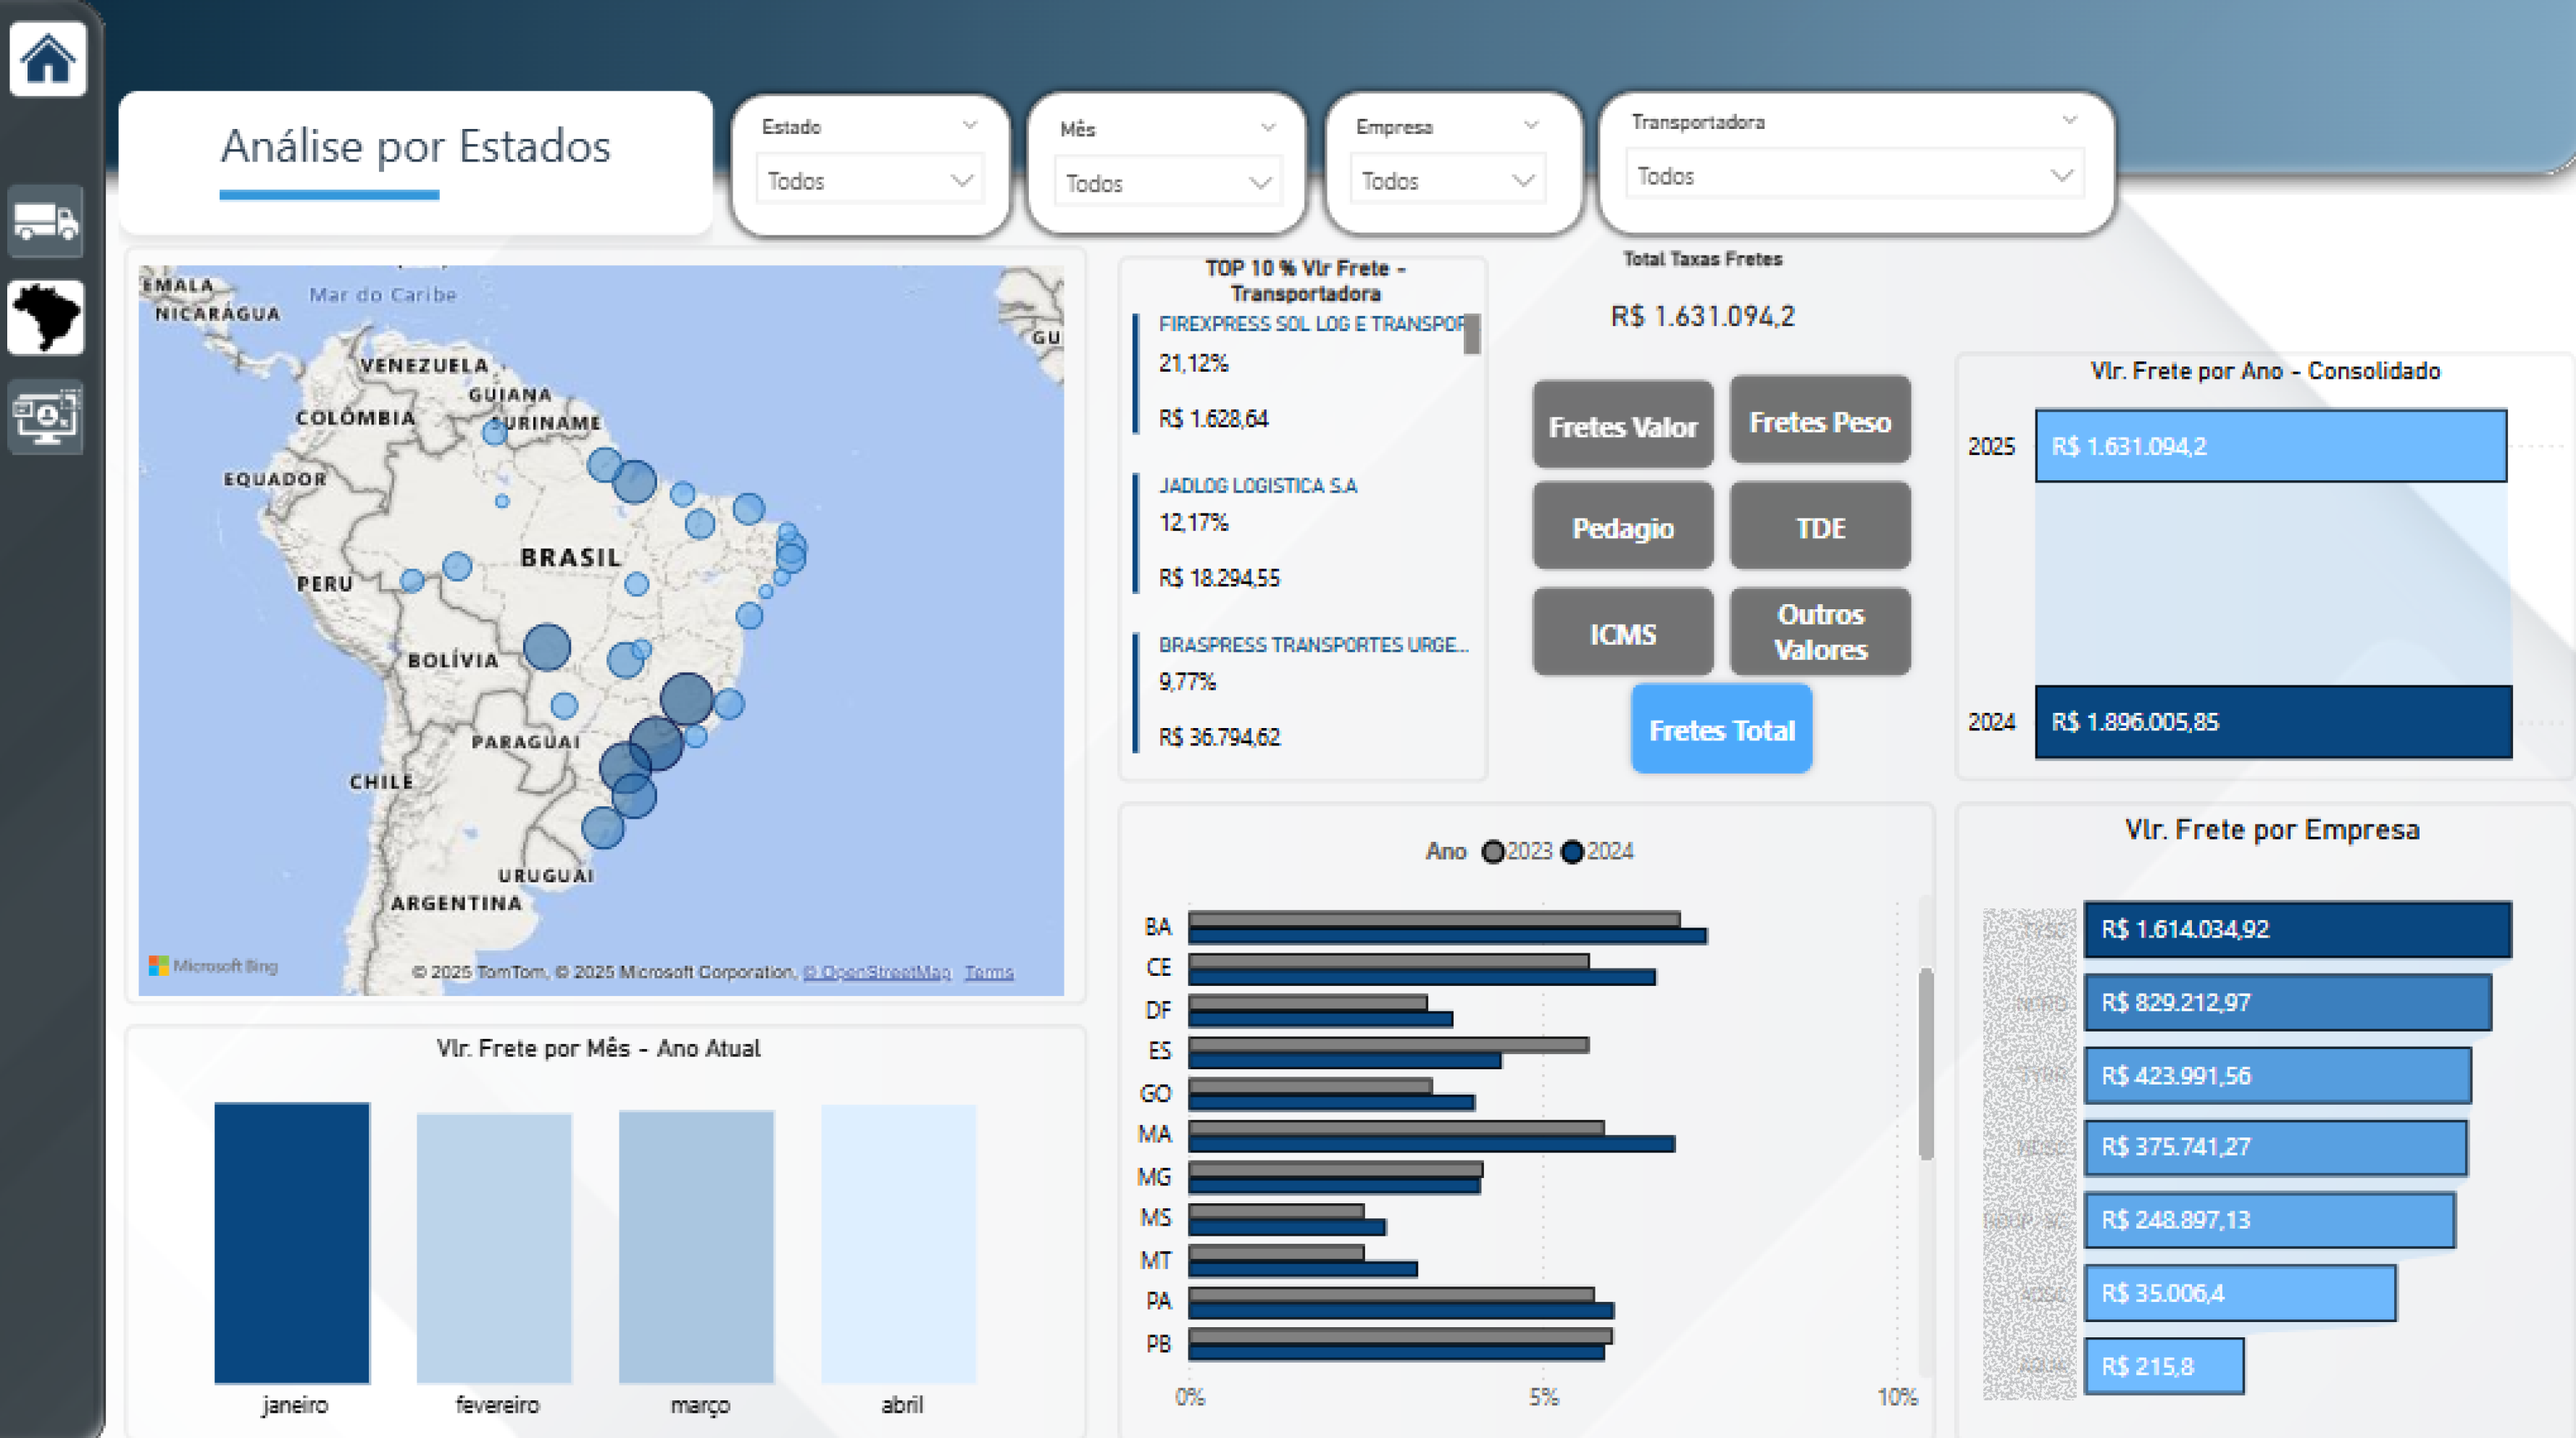 Análise por Estados
Estado
Todos
Mês
Todos
Empresa
Todos
Transportadora
Todos
EMALA
NICARÁGUA
Mar do Caribe
GU
VENEZUELA
GUIANA
COLÔMBIA
SURINAME
EQUADOR
BRASIL
PERU
BOLÍVIA
PARAGUAI
CHILE
URUGUAI
ARGENTINA
Microsoft Bing
© 2025 TomTom, © 2025 Microsoft Corporation, © OpenStreetMap Terms
TOP 10 % Vlr Frete -
Transportadora
FIREXPRESS SOL LOG E TRANSPOR
21,12%
R$ 1.628,64
JADLOG LOGISTICA S.A
12,17%
R$ 18.294,55
BRASPRESS TRANSPORTES URGE...
9,77%
R$ 36.794,62
Total Taxas Fretes
R$ 1.631.094,2
Fretes Valor
Fretes Peso
Pedagio
TDE
ICMS
Outros
Valores
Fretes Total
Vlr. Frete por Ano - Consolidado
2025
R$ 1.631.094,2
2024
R$ 1.896.005,85
Vlr. Frete por Mês - Ano Atual
janeiro
fevereiro
março
abril
Ano 2023 2024
BA
CE
DF
ES
GO
MA
MG
MS
MT
PA
PB
0%
5%
10%
Vlr. Frete por Empresa
R$ 1.614.034,92
R$ 829.212,97
R$ 423.991,56
R$ 375.741,27
R$ 248.897,13
R$ 35.006,4
R$ 215,8